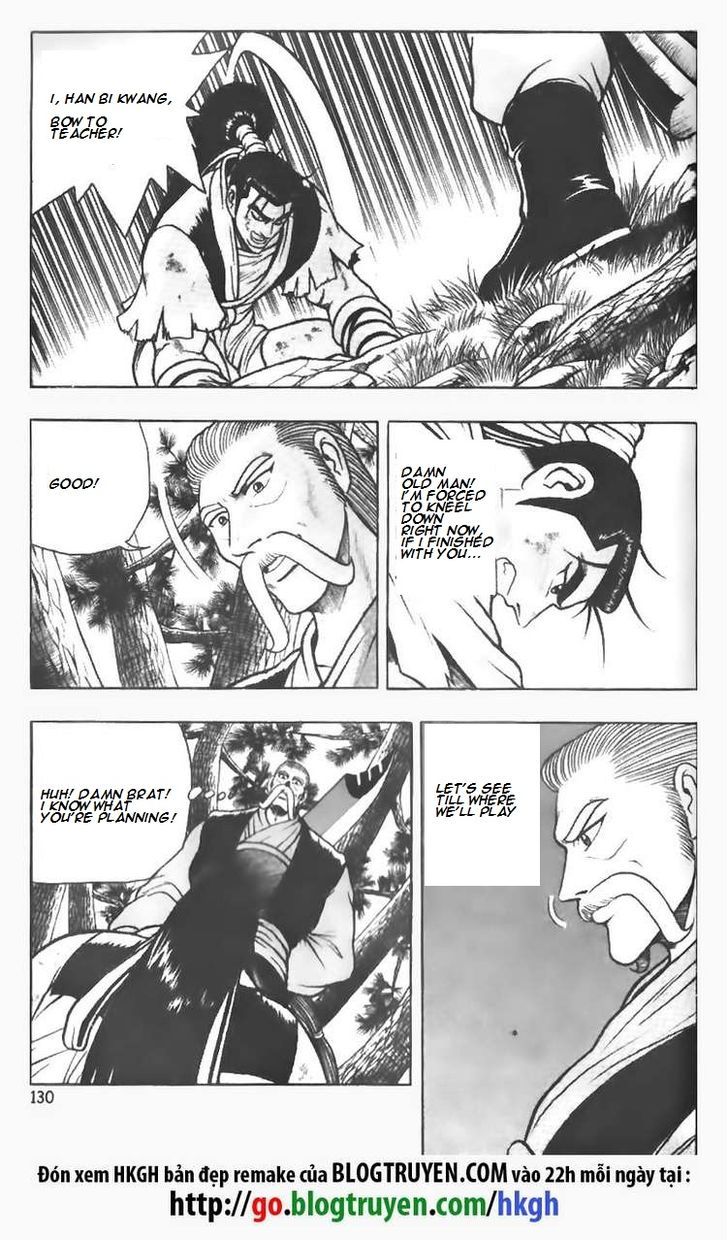 I, HAN BI KWANG,
BOW TO
TEACHER!
GOOD!
DAMN
OLD MAN!
I'M FORCED
TO KNEEL
DOWN
RIGHT NOW,
IF I FINISHED
WITH YOU...
HUH! DAMN BRAT!
I KNOW WHAT
YOU'RE PLANNING!
LET'S SEE
TILL WHERE
WE'LL PLAY
130
Đón xem HKGH bản đẹp remake của BLOGTRUYEN.COM vào 22h mỗi ngày tại :
http://go.blogtruyen.com/hkgh